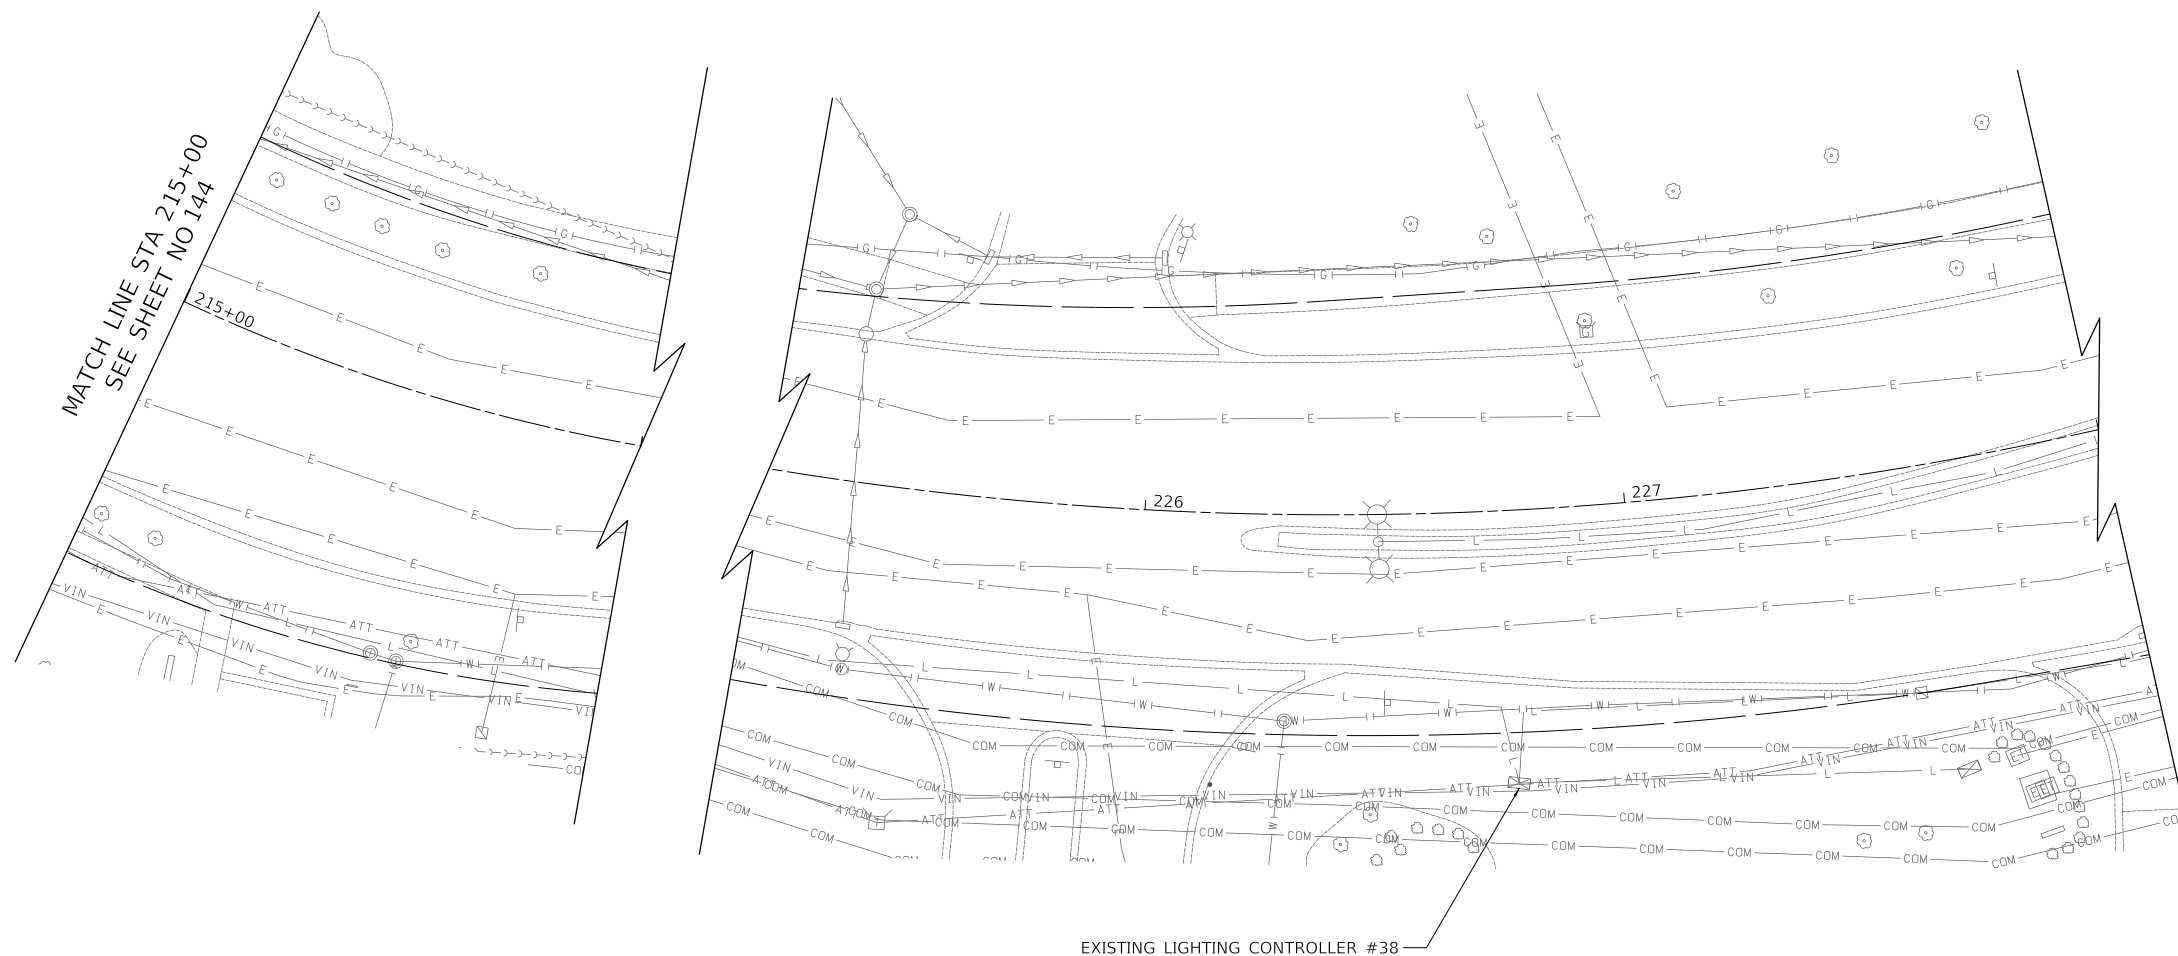 MATCH LINE STA 215+00
SEE SHEET NO 144
215+00
226
227
EXISTING LIGHTING CONTROLLER #38